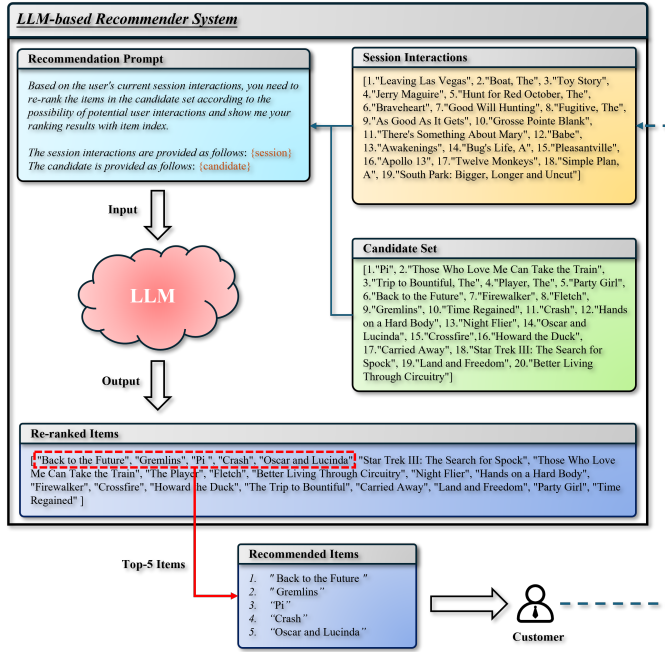 LLM-based Recommender System
Recommendation Prompt
Based on the user's current session interactions, you need to
re-rank the items in the candidate set according to the
possibility of potential user interactions and show me your
ranking results with item index.
The session interactions are provided as follows: {session}
The candidate is provided as follows: {candidate}
Session Interactions
[1."Leaving Las Vegas", 2."Boat, The", 3."Toy Story",
4."Jerry Maguire", 5."Hunt for Red October, The",
6."Braveheart", 7."Good Will Hunting", 8."Fugitive, The",
9."As Good As It Gets", 10."Grosse Pointe Blank",
11."There's Something About Mary", 12."Babe",
13."Awakenings", 14."Bug's Life, A", 15."Pleasantville",
16."Apollo 13", 17."Twelve Monkeys", 18."Simple Plan,
A", 19."South Park: Bigger, Longer and Uncut"]
Input
LLM
Output
Candidate Set
[1."Pi", 2."Those Who Love Me Can Take the Train",
3."Trip to Bountiful, The", 4."Player, The", 5."Party Girl",
6."Back to the Future", 7."Firewalker", 8."Fletch",
9."Gremlins", 10."Time Regained", 11."Crash", 12."Hands
on a Hard Body", 13."Night Flier", 14."Oscar and
Lucinda", 15."Crossfire",16."Howard the Duck",
17."Carried Away", 18."Star Trek III: The Search for
Spock", 19."Land and Freedom", 20."Better Living
Through Circuitry"]
Re-ranked Items
[ "Back to the Future", "Gremlins", "Pi ", "Crash", "Oscar and Lucinda", "Star Trek III: The Search for Spock", "Those Who Love
Me Can Take the Train", "The Player", "Fletch", "Better Living Through Circuitry", "Night Flier", "Hands on a Hard Body",
"Firewalker", "Crossfire", "Howard the Duck", "The Trip to Bountiful", "Carried Away", "Land and Freedom", "Party Girl", "Time
Regained" ]
Top-5 Items
Recommended Items
1. "Back to the Future"
2. "Gremlins"
3. "Pi"
4. "Crash"
5. "Oscar and Lucinda"
Customer